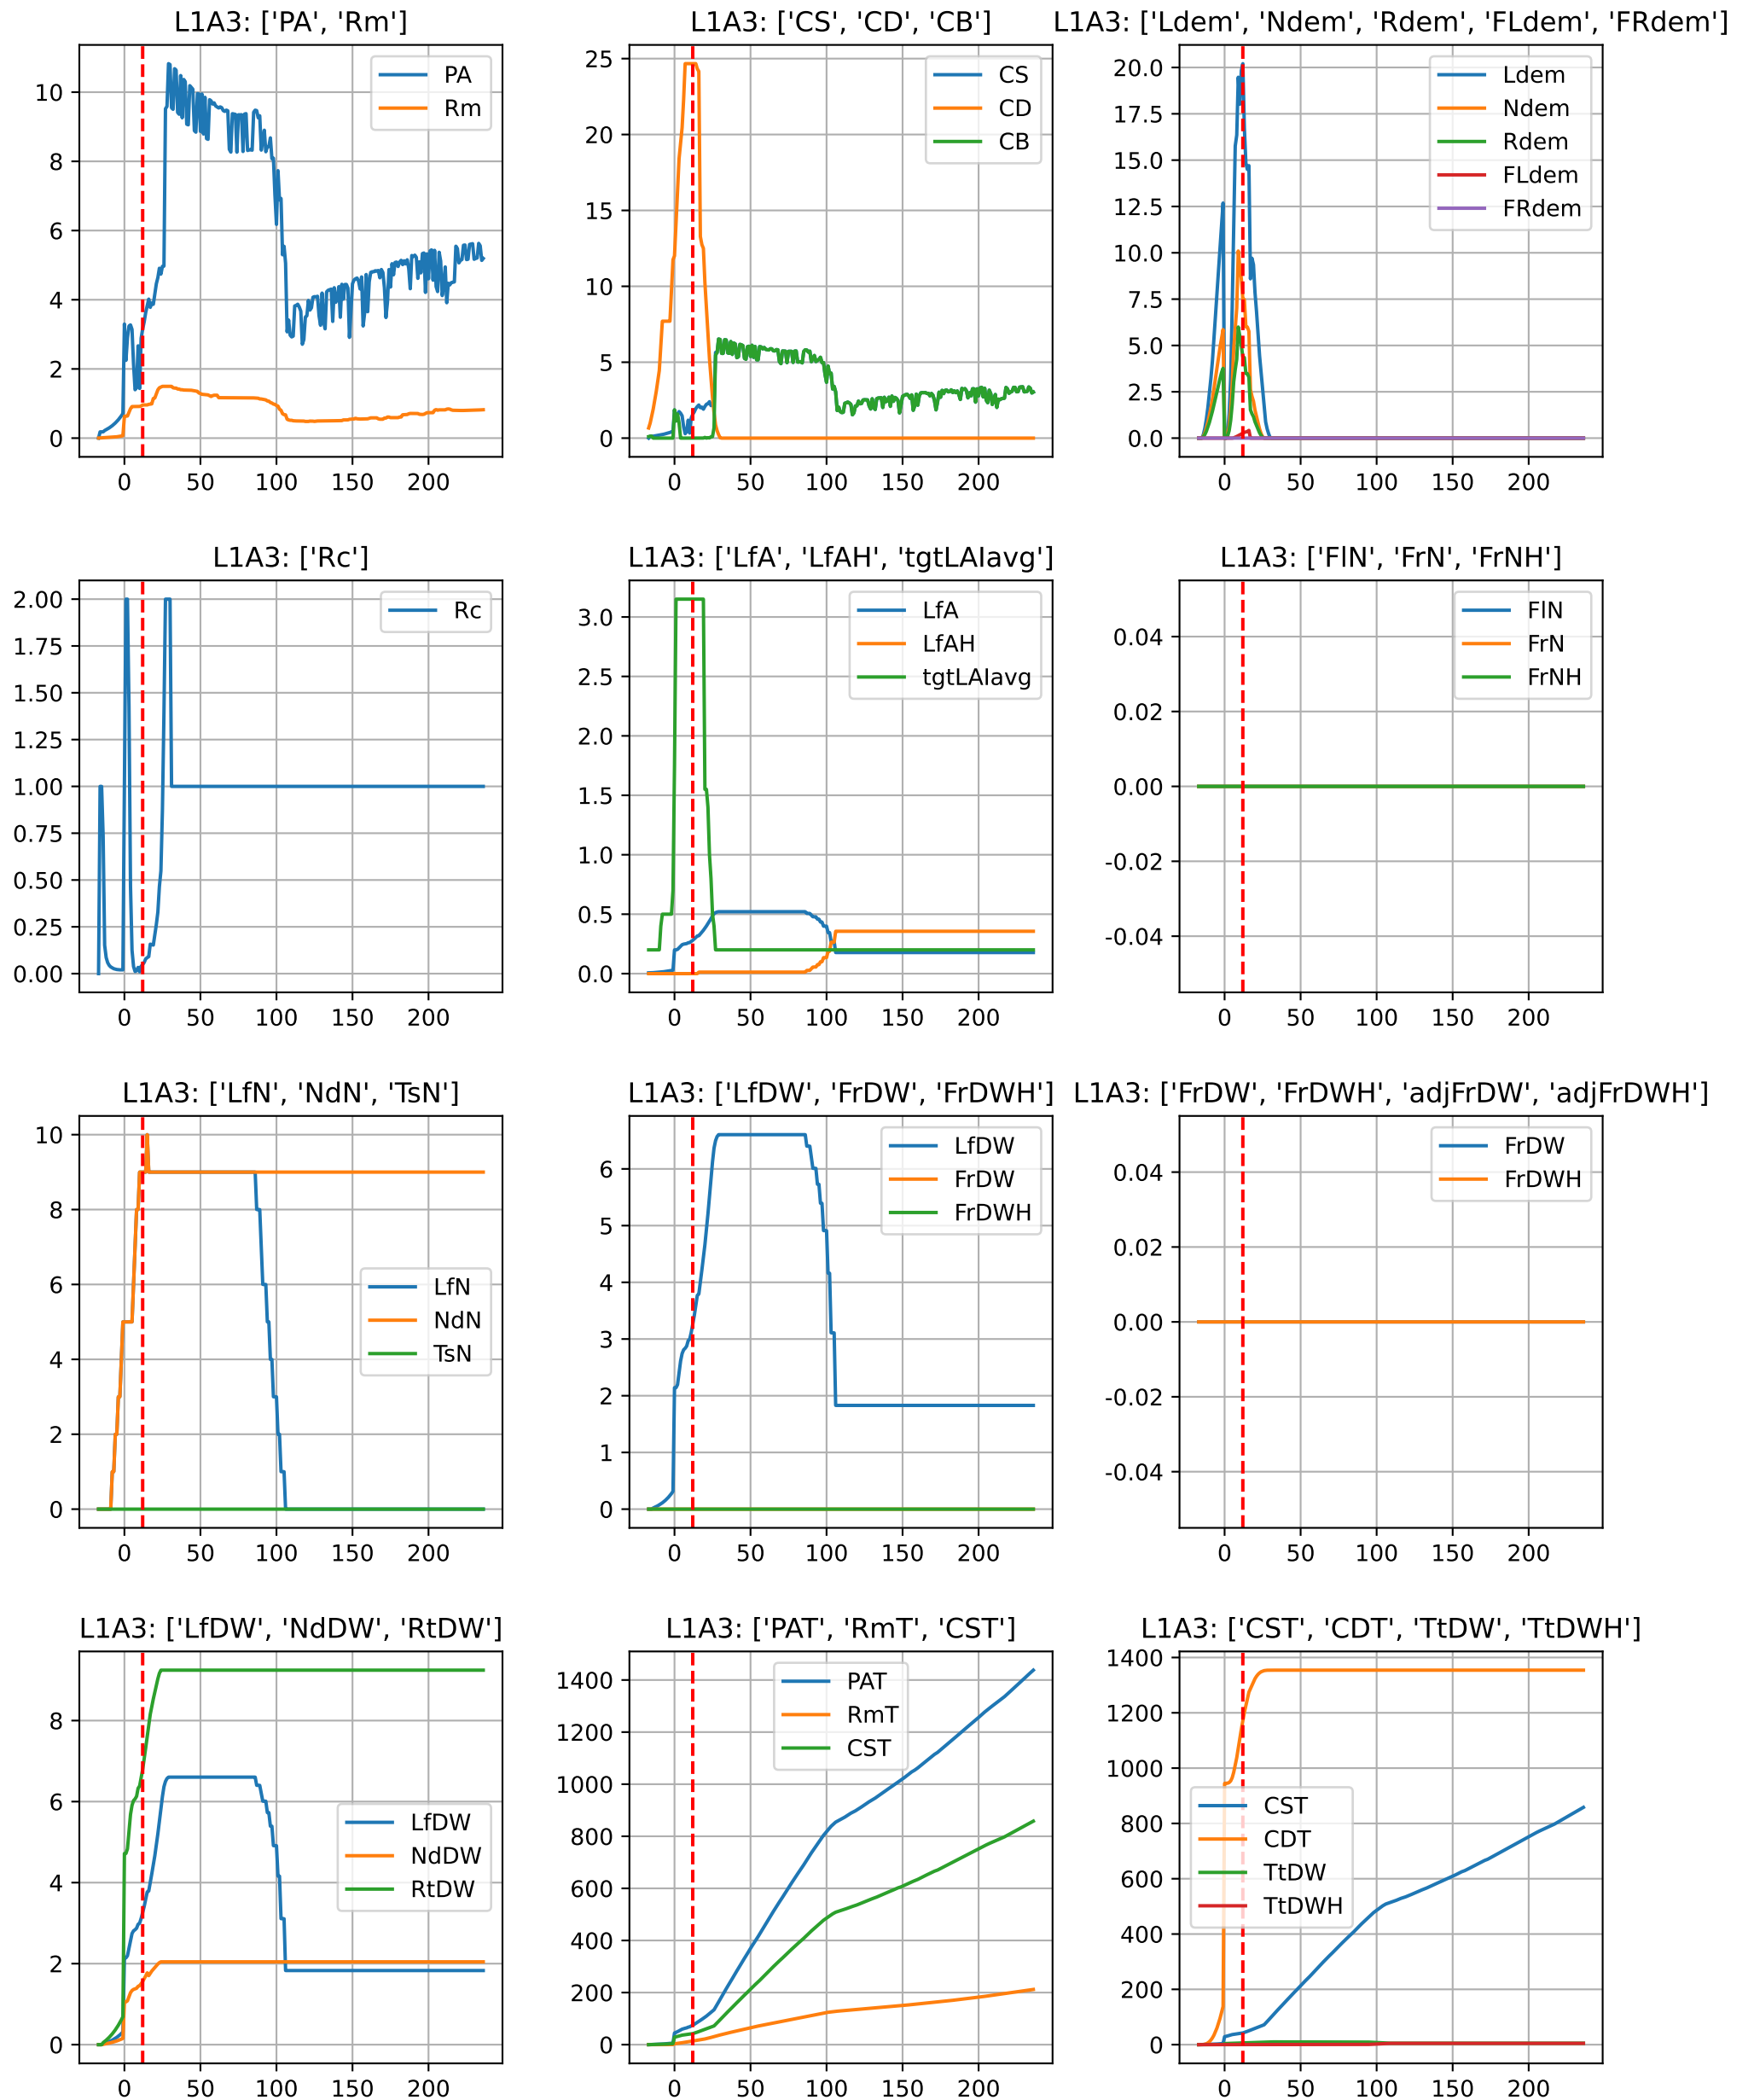 L1A3: ['PA', 'Rm']
10
8
6
4
2
0
0 50 100 150 200
PA
Rm
L1A3: ['CS', 'CD', 'CB']
25
20
15
10
5
0
0 50 100 150 200
CS
CD
CB
L1A3: ['Ldem', 'Ndem', 'Rdem', 'FLdem', 'FRdem']
20.0
17.5
15.0
12.5
10.0
7.5
5.0
2.5
0.0
0 50 100 150 200
Ldem
Ndem
Rdem
FLdem
FRdem
L1A3: ['Rc']
2.00
1.75
1.50
1.25
1.00
0.75
0.50
0.25
0.00
0 50 100 150 200
Rc
L1A3: ['LfA', 'LfAH', 'tgtLAIavg']
3.0
2.5
2.0
1.5
1.0
0.5
0.0
0 50 100 150 200
LfA
LfAH
tgtLAIavg
L1A3: ['FlN', 'FrN', 'FrNH']
0.04
0.02
0.00
-0.02
-0.04
0 50 100 150 200
FlN
FrN
FrNH
L1A3: ['LfN', 'NdN', 'TsN']
10
8
6
4
2
0
0 50 100 150 200
LfN
NdN
TsN
L1A3: ['LfDW', 'FrDW', 'FrDWH']
6
5
4
3
2
1
0
0 50 100 150 200
LfDW
FrDW
FrDWH
L1A3: ['FrDW', 'FrDWH', 'adjFrDW', 'adjFrDWH']
0.04
0.02
0.00
-0.02
-0.04
0 50 100 150 200
FrDW
FrDWH
L1A3: ['LfDW', 'NdDW', 'RtDW']
8
6
4
2
0
0 50 100 150 200
LfDW
NdDW
RtDW
L1A3: ['PAT', 'RmT', 'CST']
1400
1200
1000
800
600
400
200
0
0 50 100 150 200
PAT
RmT
CST
L1A3: ['CST', 'CDT', 'TtDW', 'TtDWH']
1400
1200
1000
800
600
400
200
0
0 50 100 150 200
CST
CDT
TtDW
TtDWH